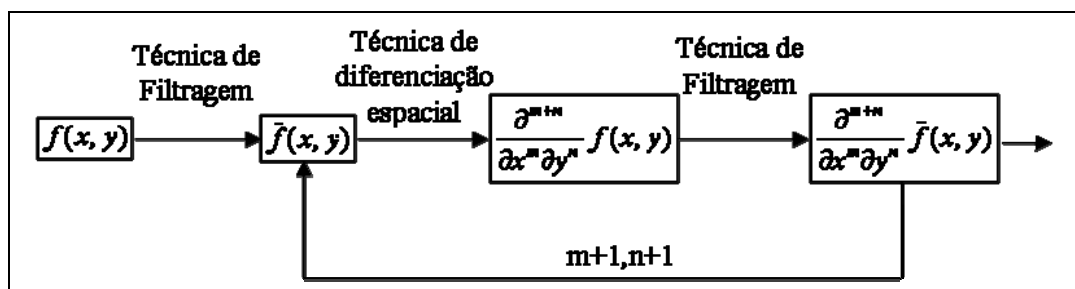 Técnica de
Filtragem
Técnica de
diferenciação
espacial
Técnica de
Filtragem
f(x, y)
f̄(x, y)
∂^{m+n}/∂x^m∂y^n f(x, y)
∂^{m+n}/∂x^m∂y^n f̄(x, y)
m+1,n+1